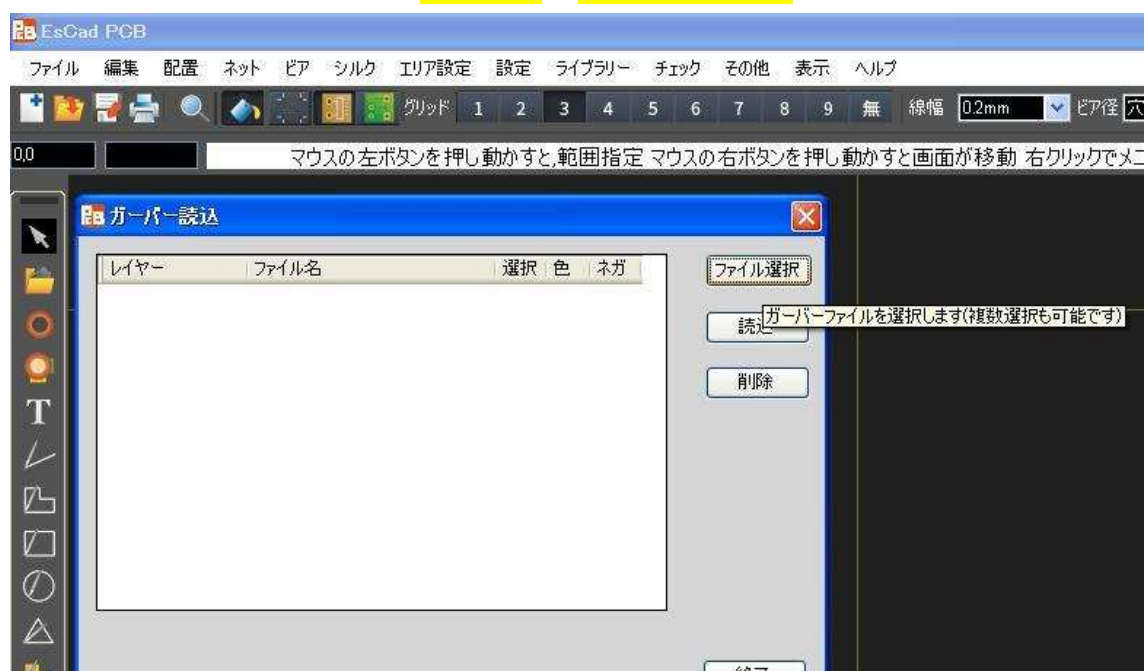 EsCad PCB
ファイル 編集 配置 ネット ビア シルク エリア設定 設定 ライブラリー チェック その他 表示 ヘルプ
グリッド 1 2 3 4 5 6 7 8 9 無 線幅 0.2mm ビア径 穴
0,0 マウスの左ボタンを押し動かすと,範囲指定 マウスの右ボタンを押し動かすと画面が移動 右クリックでメニ
ガーバー読込
レイヤー ファイル名 選択 色 ネガ ファイル選択
ガーバーファイルを選択します(複数選択も可能です)
読込
削除
T